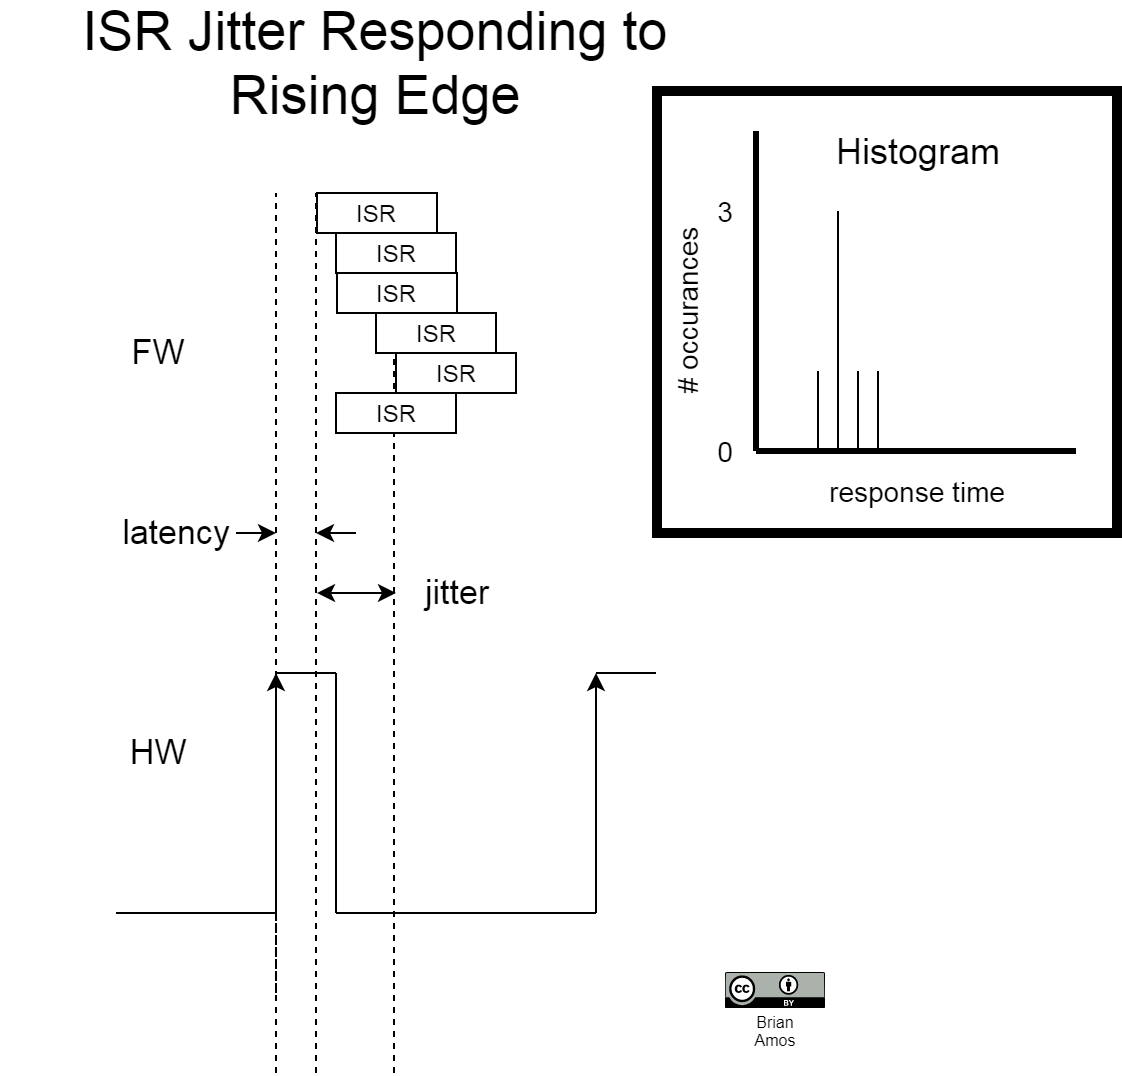 ISR Jitter Responding to
Rising Edge
ISR
ISR
ISR
ISR
ISR
ISR
FW
latency
jitter
HW
Histogram
# occurances
3
0
response time
cc
BY
Brian
Amos